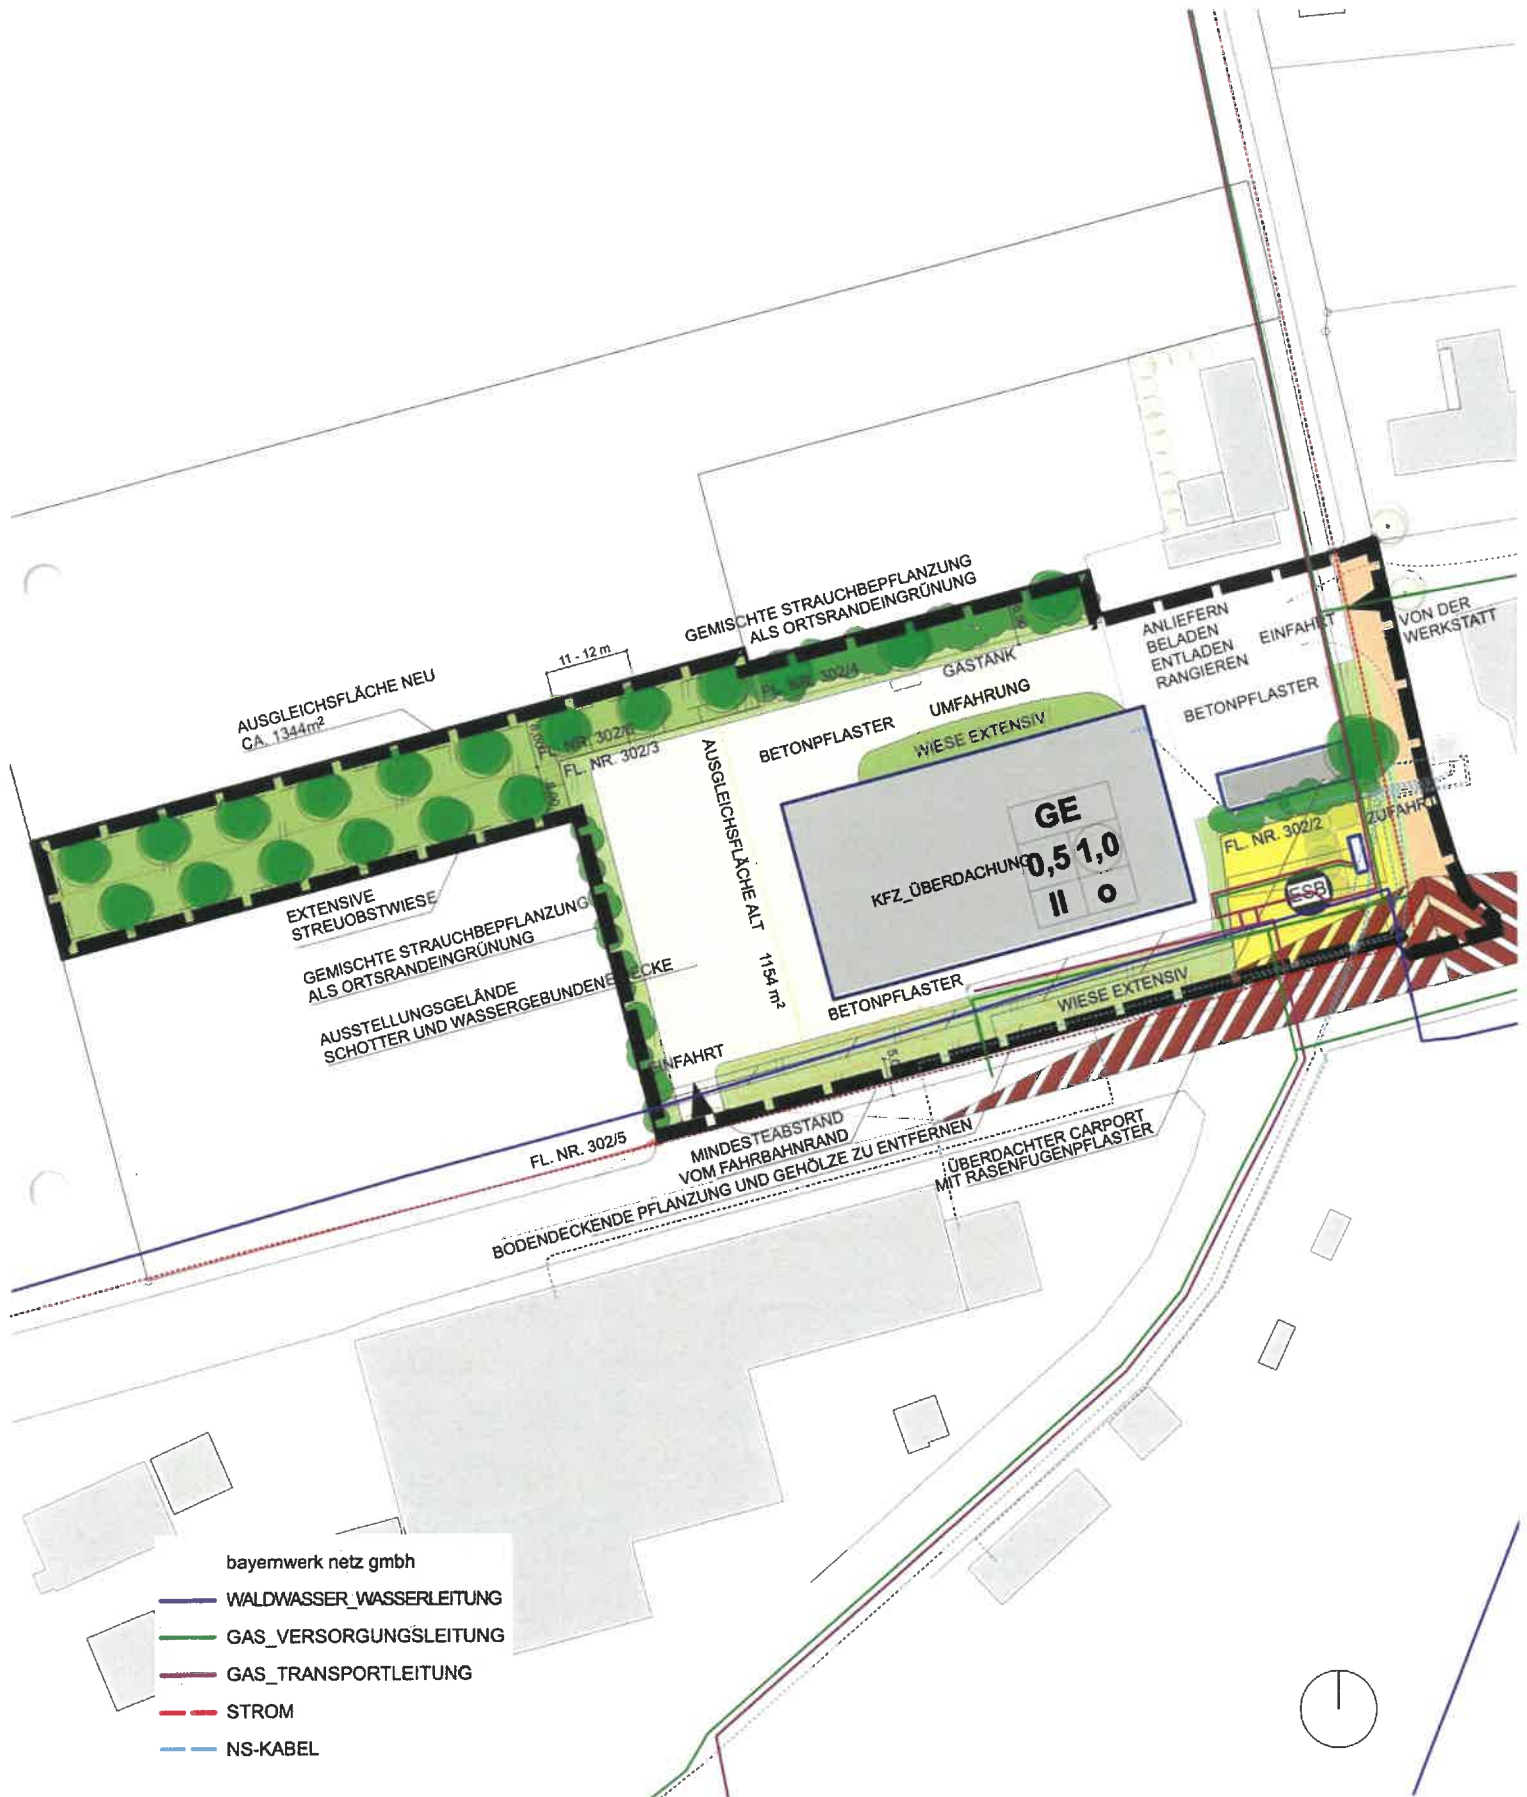 GEMISCHTE STRAUCHBEPFLANZUNG
ALS ORTSRANDEINGRÜNUNG
11 - 12 m
AUSGLEICHSFLÄCHE NEU
CA. 1344m²
FL. NR. 302/4
GASTANK
UMFAHRUNG
BETONPFLASTER
WIESE EXTENSIV
ANLIEFERN
BELADEN
ENTLADEN
RANGIEREN
EINFAHRT
VON DER
WERKSTATT
BETONPFLASTER
FL. NR. 302/3
AUSGLEICHSFLÄCHE ALT 1154 m²
GE
0,5 1,0
II o
KFZ_ÜBERDACHUNG
FL. NR. 302/2
ZUFAHRT
ESB
EXTENSIVE
STREUOBSTWIESE
GEMISCHTE STRAUCHBEPFLANZUNG
ALS ORTSRANDEINGRÜNUNG
AUSSTELLUNGSGELÄNDE
SCHOTTER UND WASSERGEBUNDENE DECKE
BETONPFLASTER
WIESE EXTENSIV
EINFAHRT
FL. NR. 302/5
MINDESTEABSTAND
VOM FAHRBAHNRAND
BODENDECKENDE PFLANZUNG UND GEHÖLZE ZU ENTFERNEN
ÜBERDACHTER CARPORT
MIT RASENFUGENPFLASTER
bayernwerk netz gmbh
WALDWASSER_WASSERLEITUNG
GAS_VERSORGUNGSLEITUNG
GAS_TRANSPORTLEITUNG
STROM
NS-KABEL